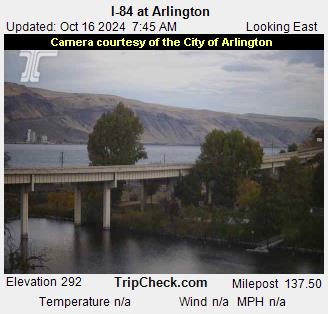 I-84 at Arlington
Updated: Oct 16 2024 7:45 AM Looking East
Camera courtesy of the City of Arlington
Elevation 292 TripCheck.com Milepost 137.50
Temperature n/a Wind n/a MPH n/a